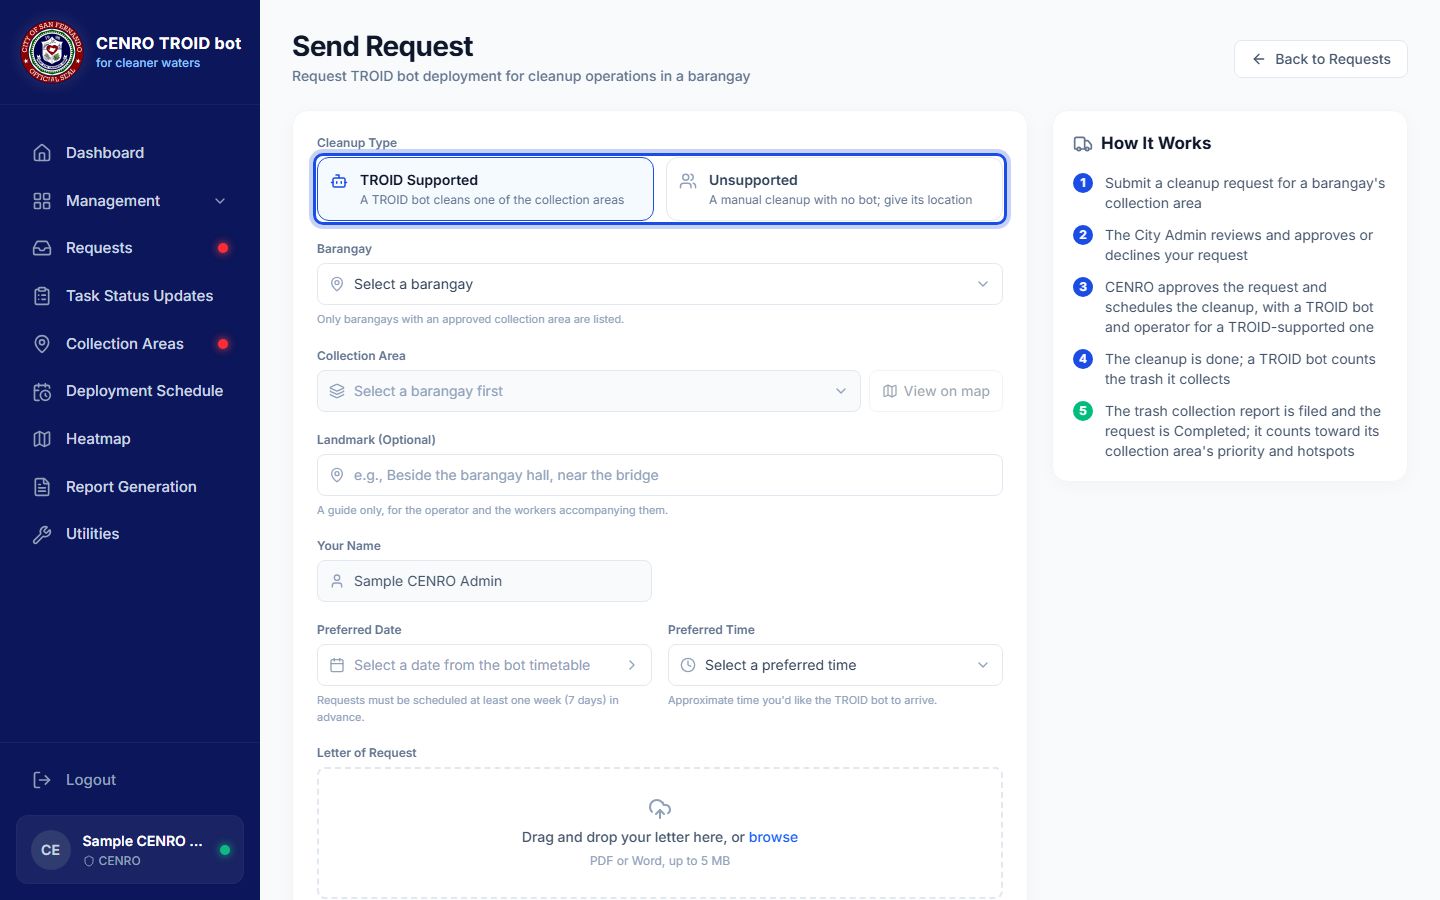 CENRO TROID bot
for cleaner waters
Dashboard
Management
Requests
Task Status Updates
Collection Areas
Deployment Schedule
Heatmap
Report Generation
Utilities
Logout
CE
Sample CENRO ...
CENRO
Send Request
Request TROID bot deployment for cleanup operations in a barangay
Back to Requests
Cleanup Type
TROID Supported
A TROID bot cleans one of the collection areas
Unsupported
A manual cleanup with no bot; give its location
Barangay
Select a barangay
Only barangays with an approved collection area are listed.
Collection Area
Select a barangay first
View on map
Landmark (Optional)
e.g., Beside the barangay hall, near the bridge
A guide only, for the operator and the workers accompanying them.
Your Name
Sample CENRO Admin
Preferred Date
Select a date from the bot timetable
Requests must be scheduled at least one week (7 days) in
advance.
Preferred Time
Select a preferred time
Approximate time you'd like the TROID bot to arrive.
Letter of Request
Drag and drop your letter here, or browse
PDF or Word, up to 5 MB
How It Works
1 Submit a cleanup request for a barangay's
collection area
2 The City Admin reviews and approves or
declines your request
3 CENRO approves the request and
schedules the cleanup, with a TROID bot
and operator for a TROID-supported one
4 The cleanup is done; a TROID bot counts
the trash it collects
5 The trash collection report is filed and the
request is Completed; it counts toward its
collection area's priority and hotspots
CITY OF SAN FERNANDO
OFFICIAL SEAL